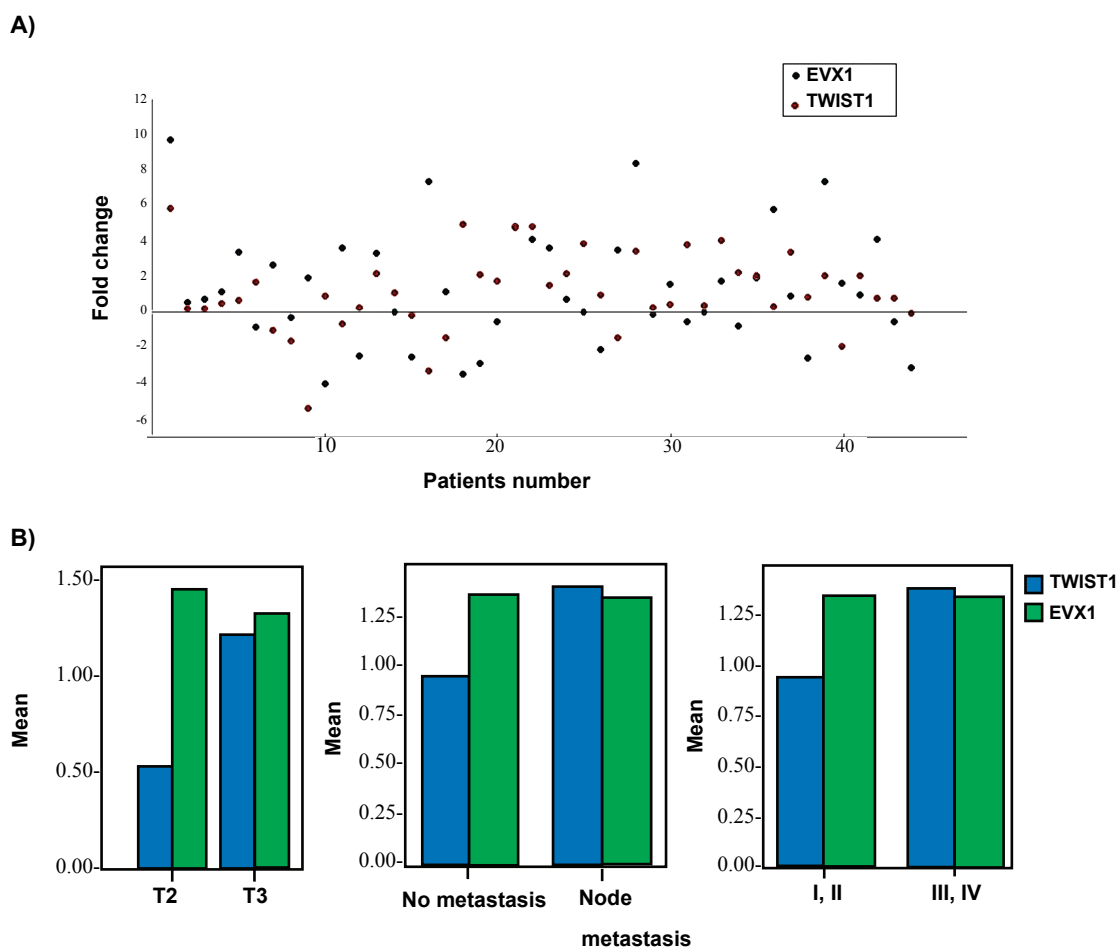 A)
EVX1
TWIST1
12
10
8
6
4
2
0
-2
-4
-6
Fold change
10
20
30
40
Patients number
B)
1.50
1.00
0.50
0.00
Mean
T2
T3
1.25
1.00
0.75
0.50
0.25
0.00
Mean
No metastasis
Node
metastasis
1.25
1.00
0.75
0.50
0.25
0.00
Mean
I, II
III, IV
TWIST1
EVX1